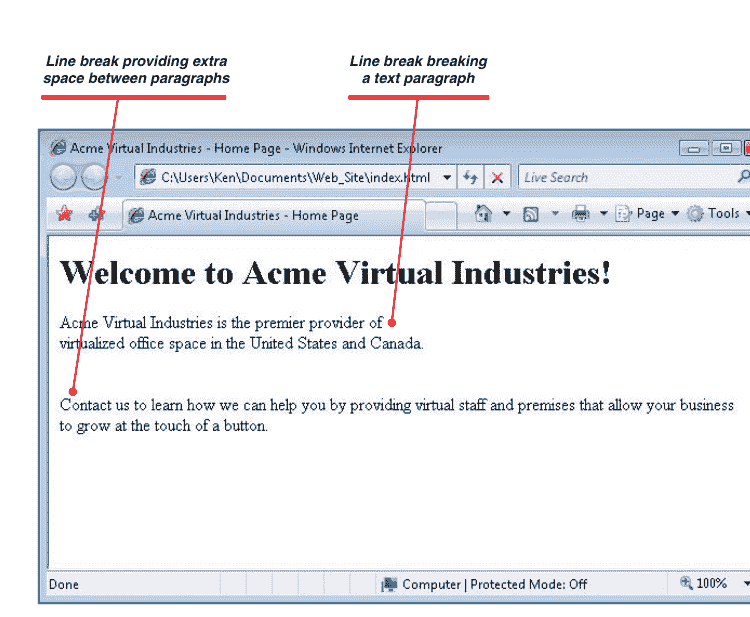 Line break providing extra
space between paragraphs
Line break breaking
a text paragraph
Acme Virtual Industries - Home Page - Windows Internet Explorer
C:\Users\Ken\Documents\Web_Site\index.html
Live Search
Acme Virtual Industries - Home Page
Page
Tools
Welcome to Acme Virtual Industries!
Acme Virtual Industries is the premier provider of
virtualized office space in the United States and Canada.
Contact us to learn how we can help you by providing virtual staff and premises that allow your business
to grow at the touch of a button.
Done
Computer | Protected Mode: Off
100%